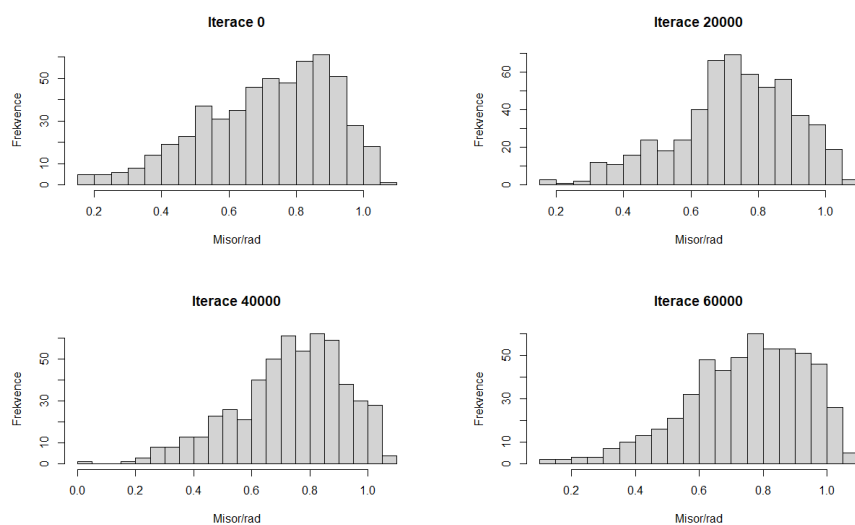 Iterace 0
Frekvence
10 30 50
0
0.2 0.4 0.6 0.8 1.0
Misor/rad
Iterace 20000
Frekvence
0 20 40 60
0.2 0.4 0.6 0.8 1.0
Misor/rad
Iterace 40000
Frekvence
0 10 30 50
0.0 0.2 0.4 0.6 0.8 1.0
Misor/rad
Iterace 60000
Frekvence
0 10 30 50
0.2 0.4 0.6 0.8 1.0
Misor/rad